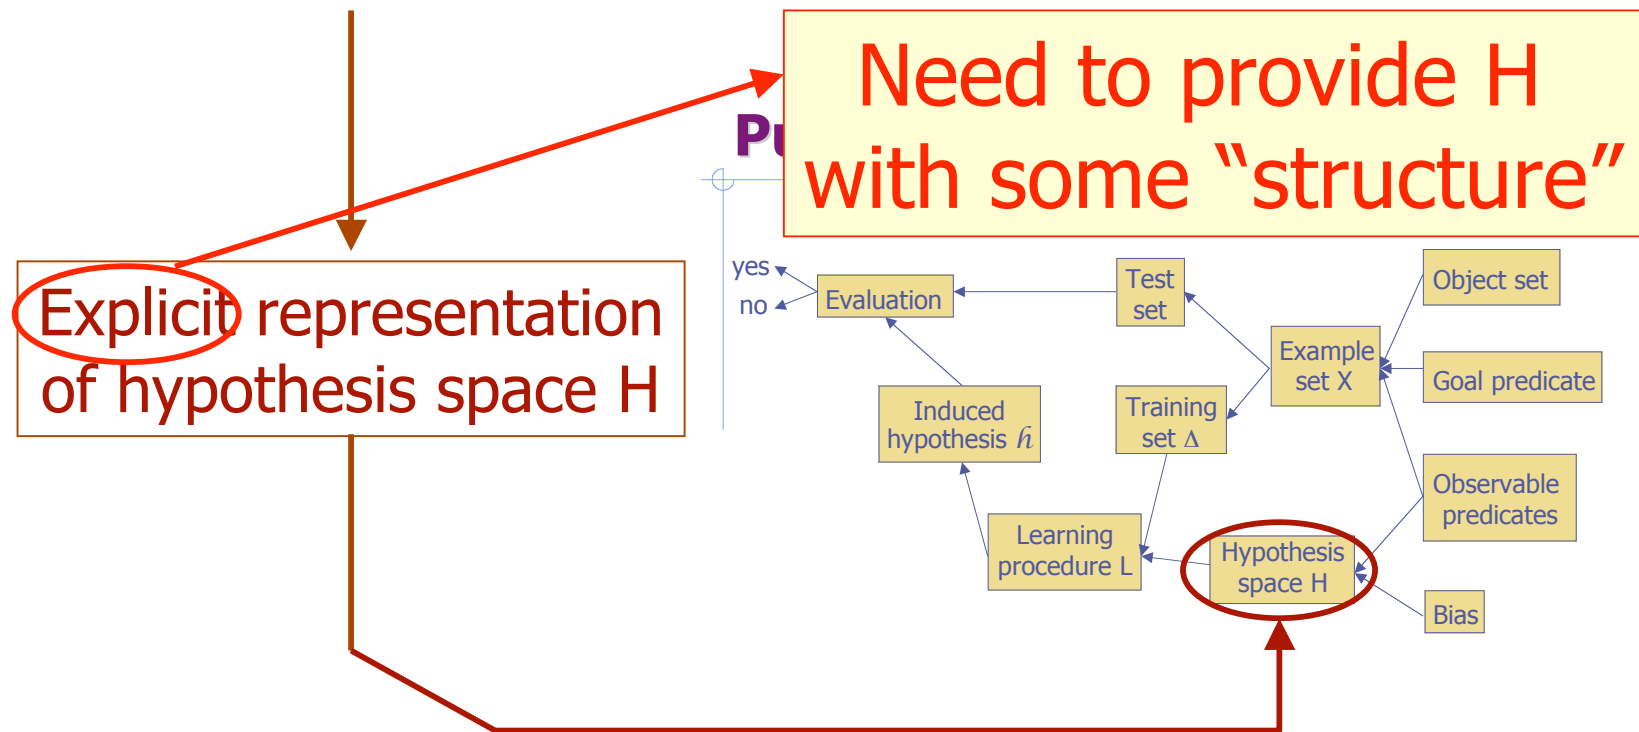 Need to provide H
with some “structure”
Pu
Explicit representation
of hypothesis space H
yes
no
Evaluation
Test
set
Object set
Example
set X
Goal predicate
Induced
hypothesis h
Training
set Δ
Observable
predicates
Learning
procedure L
Hypothesis
space H
Bias